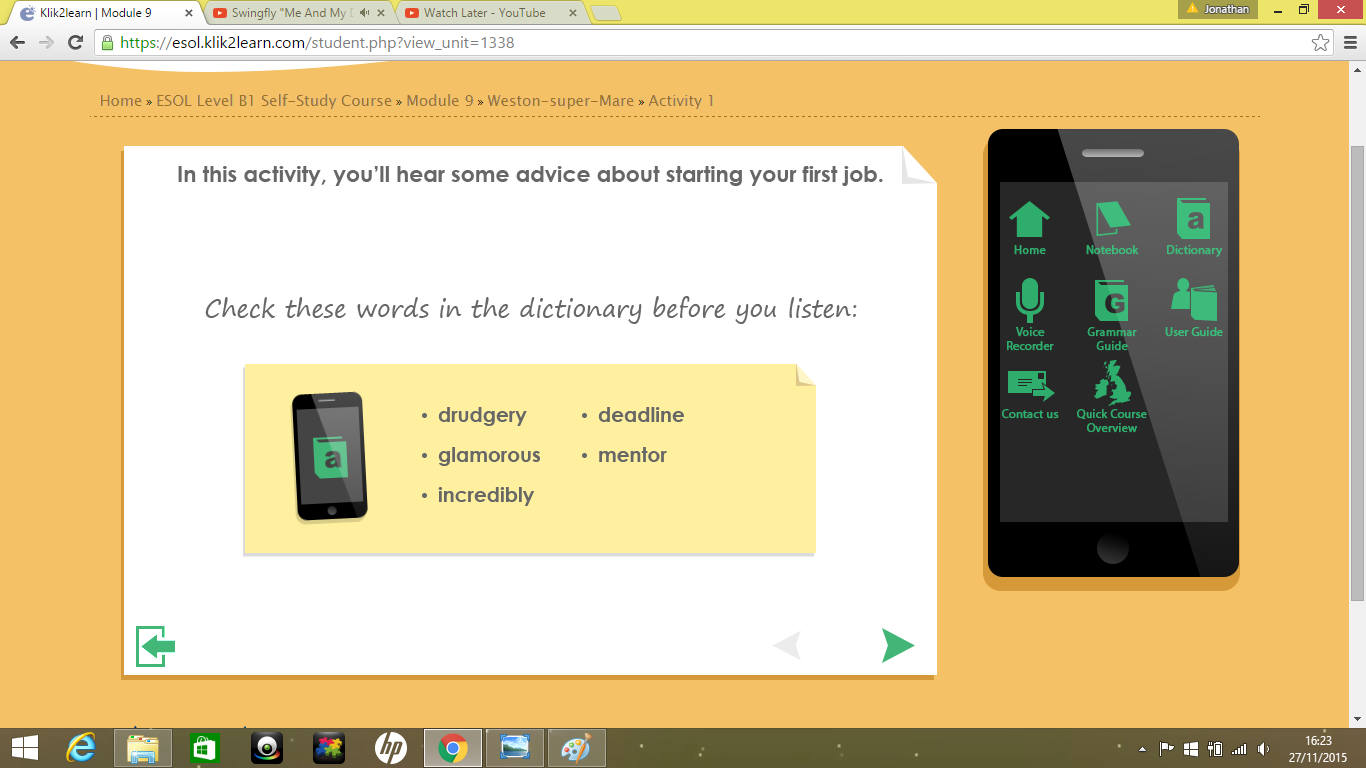 Klik2learn | Module 9
Swingfly "Me And My
Watch Later - YouTube
Jonathan
https://esol.klik2learn.com/student.php?view_unit=1338
Home » ESOL Level B1 Self-Study Course » Module 9 » Weston-super-Mare » Activity 1
In this activity, you'll hear some advice about starting your first job.
Check these words in the dictionary before you listen:
a
• drudgery
• glamorous
• incredibly
• deadline
• mentor
a
Home
Notebook
Dictionary
G
Voice
Recorder
Grammar
Guide
User Guide
Contact us
Quick Course
Overview
hp
16:23
27/11/2015